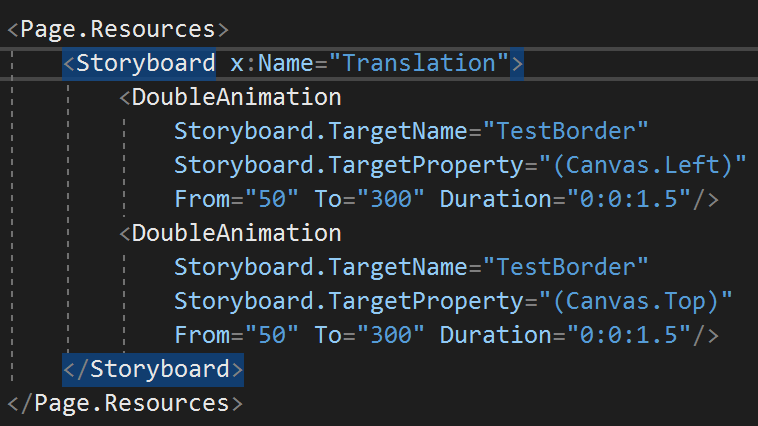 <Page.Resources>
<Storyboard x:Name="Translation">
<DoubleAnimation
Storyboard.TargetName="TestBorder"
Storyboard.TargetProperty="(Canvas.Left)"
From="50" To="300" Duration="0:0:1.5"/>
<DoubleAnimation
Storyboard.TargetName="TestBorder"
Storyboard.TargetProperty="(Canvas.Top)"
From="50" To="300" Duration="0:0:1.5"/>
</Storyboard>
</Page.Resources>